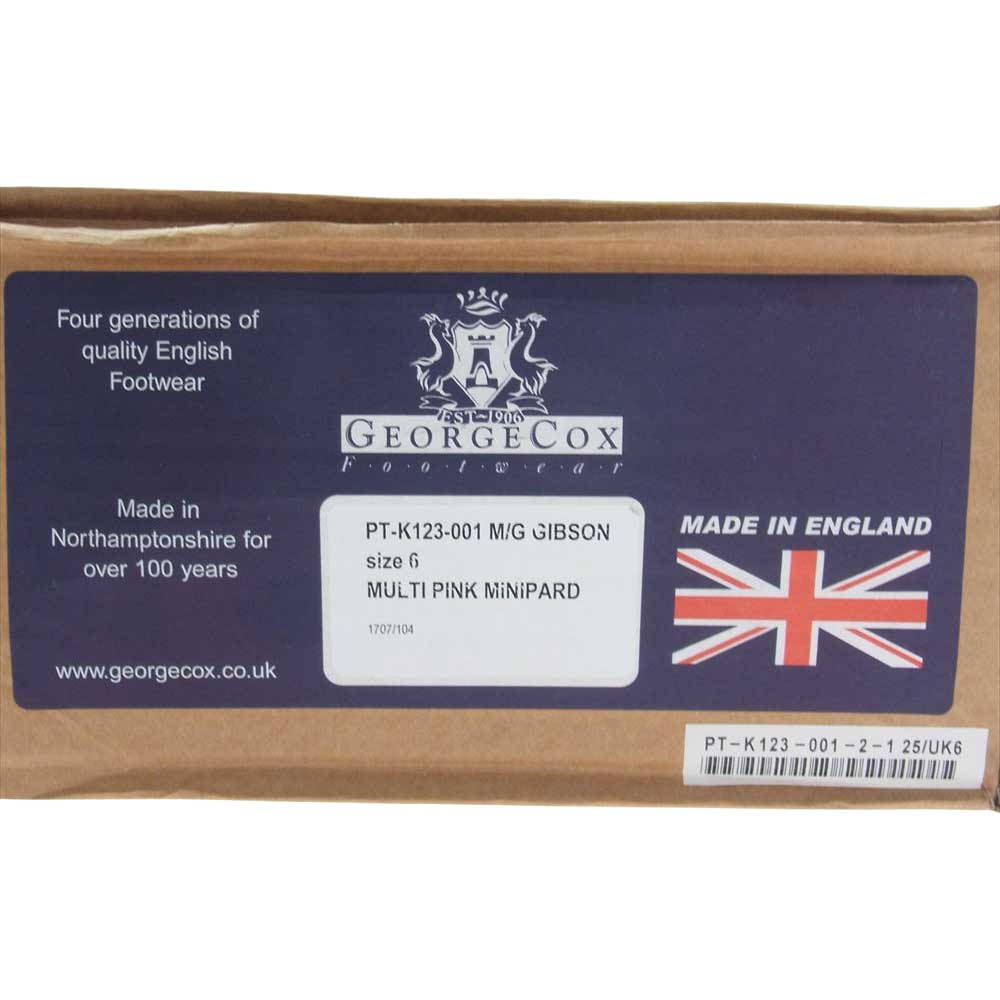 Four generations of
quality English
Footwear
EST~1906
GEORGE COX
Footwear
Made in
Northamptonshire for
over 100 years
www.georgecox.co.uk
PT-K123-001 M/G GIBSON
size 6
MULTI PINK MINIPARD
1707/104
MADE IN ENGLAND
PT-K123-001-2-1 25/UK6